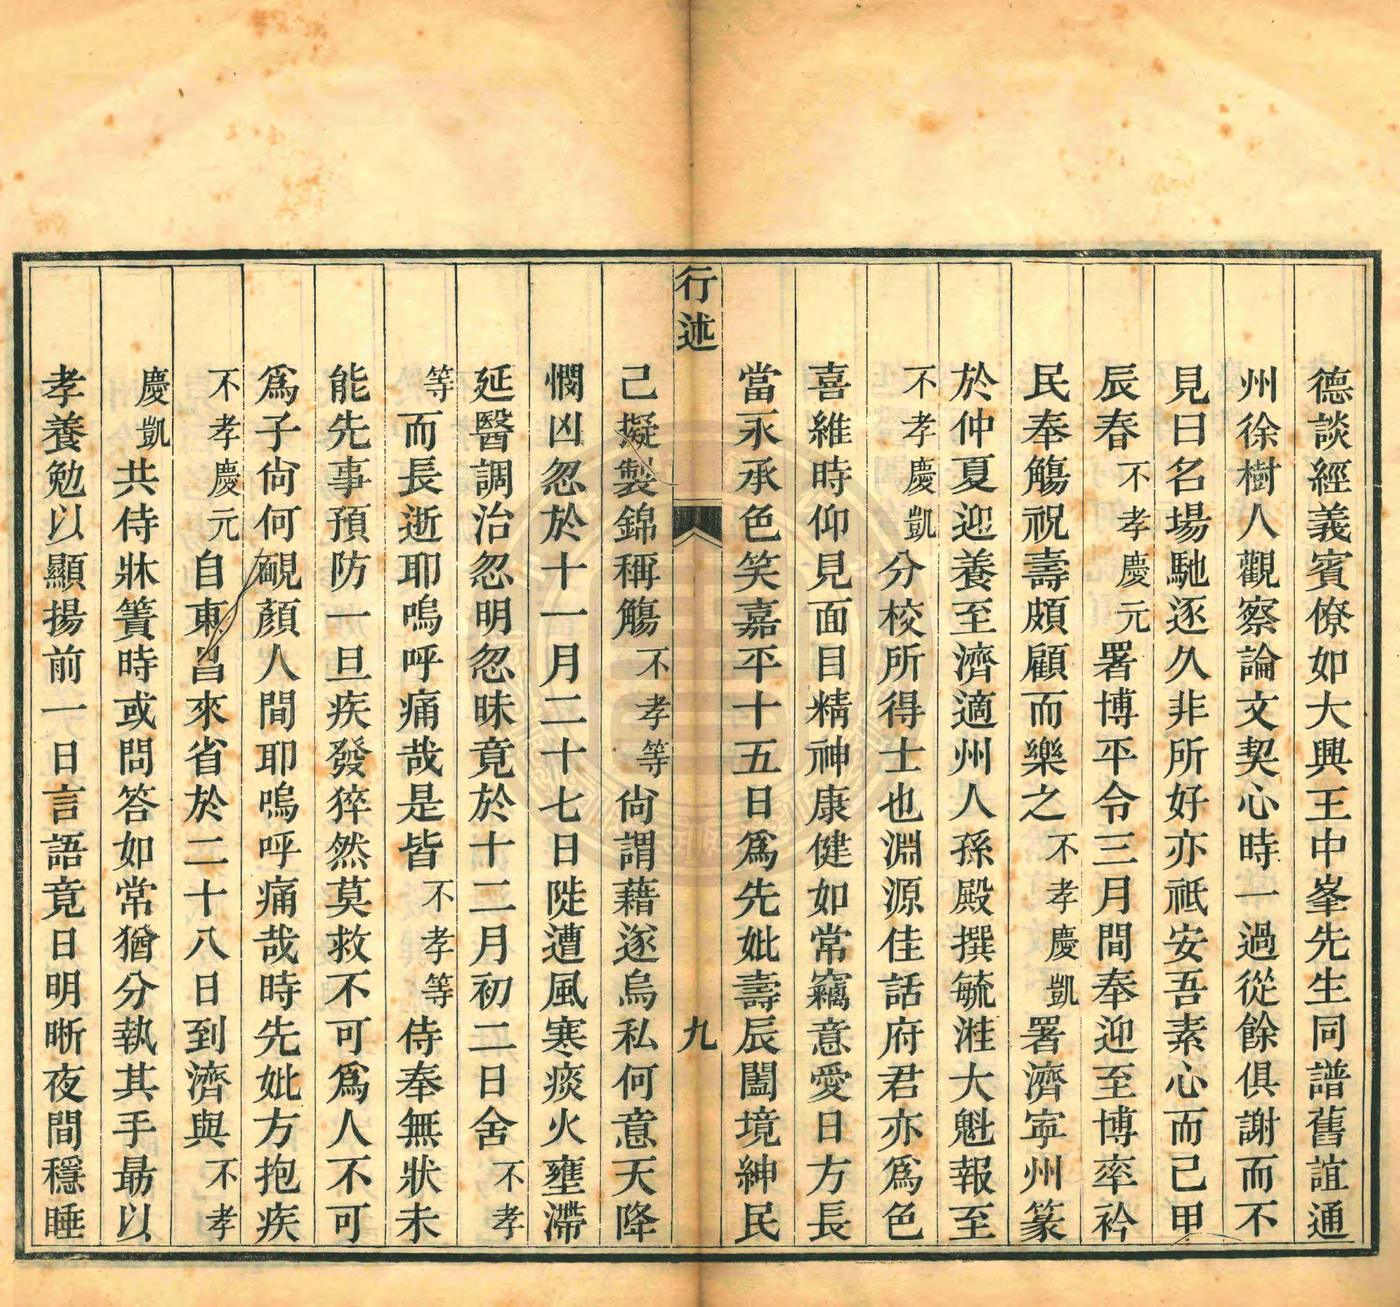 德談經義賓僚如大興王中峯先生同譜舊誼通
州徐樹人觀察論文契心時一過從餘俱謝而不
見曰名場馳逐久非所好亦祗安吾素心而已甲
辰春不孝慶元署博平令三月間奉迎至博率衿
民奉觴祝壽頗顧而樂之不孝慶凱署濟寜州篆
於仲夏迎養至濟適州人孫殿撰毓溎大魁報至
不孝慶凱分校所得士也淵源佳話府君亦爲色
喜維時仰見面目精神康健如常竊意愛日方長
當永承色笑嘉平十五日爲先妣壽辰闔境紳民
行述
九
己擬製錦稱觴不孝等尙謂藉遂烏私何意天降
憫凶忽於十一月二十七日陡遭風寒痰火壅滯
延醫調治忽明忽昧竟於十二月初二日舍不孝
等而長逝耶嗚呼痛哉是皆不孝等侍奉無狀未
能先事預防一旦疾發猝然莫救不可爲人不可
爲子尙何覥顏人間耶嗚呼痛哉時先妣方抱疾
不孝慶元自東昌來省於二十八日到濟與不孝
慶凱共侍牀簀時或問答如常猶分執其手朂以
孝養勉以顯揚前一日言語竟日明晰夜間穩睡